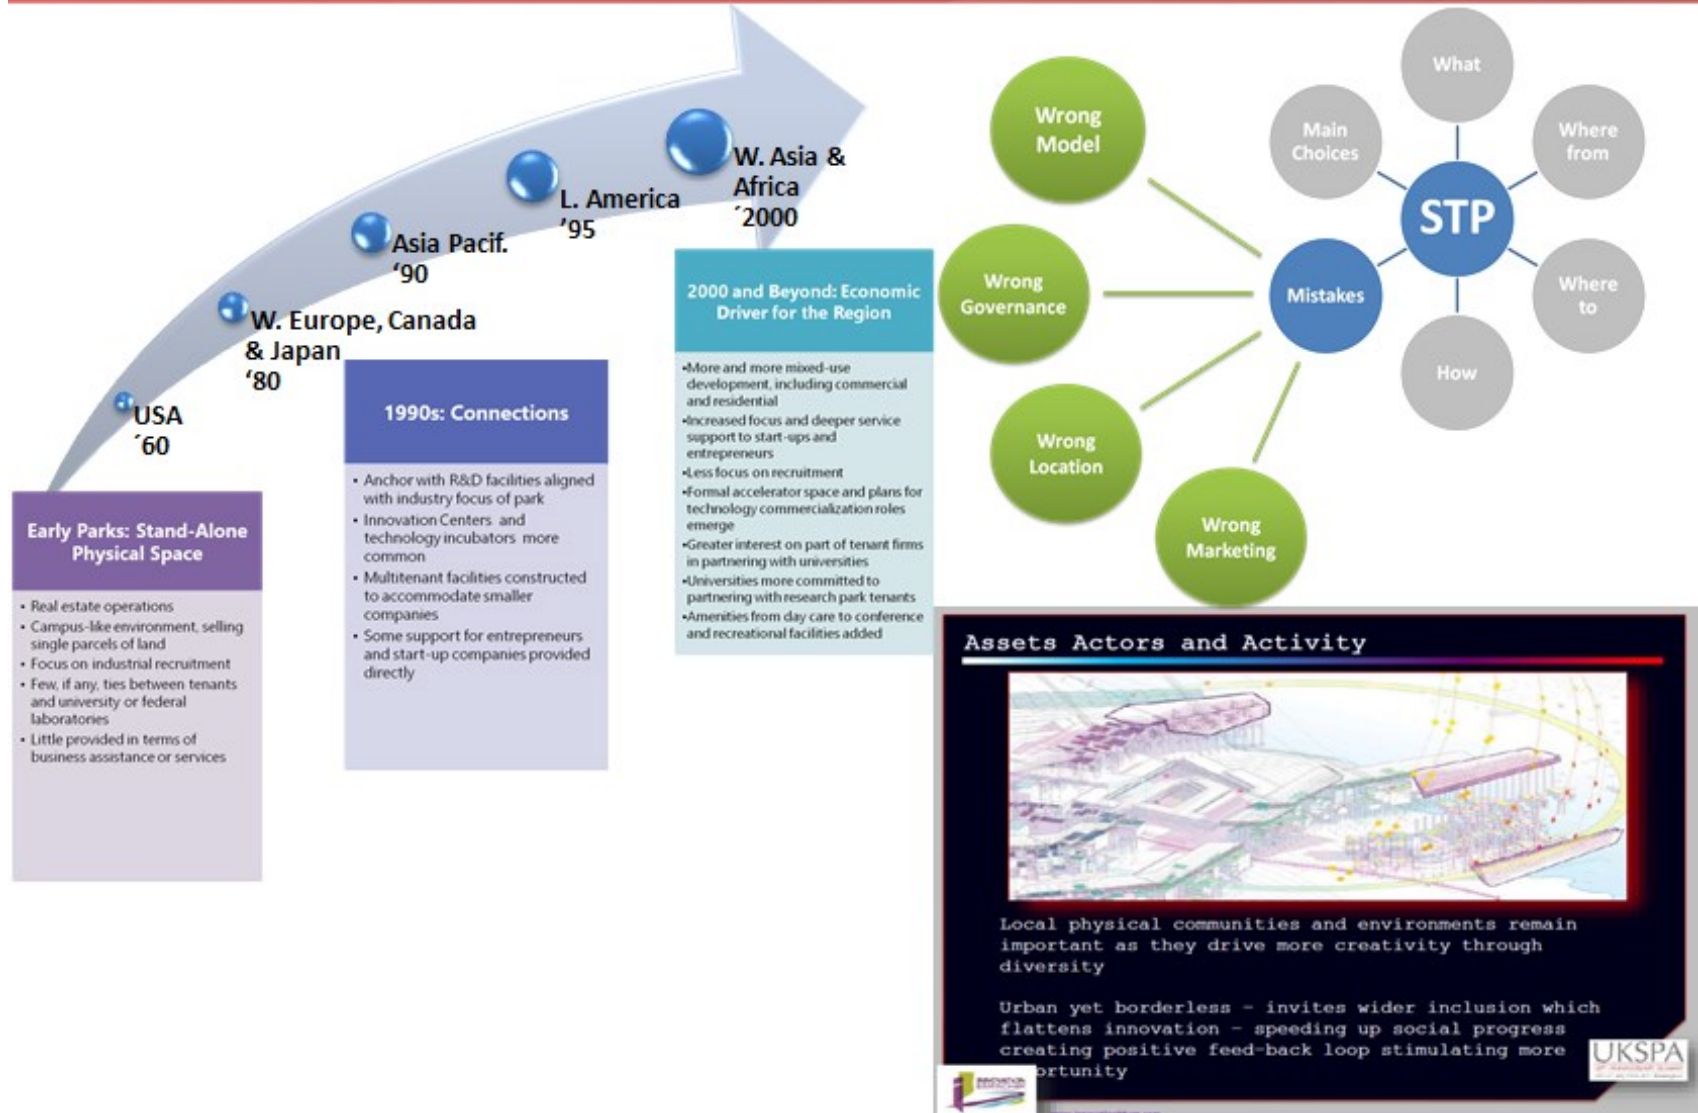 USA
´60
W. Europe, Canada
& Japan
‘80
Asia Pacif.
‘90
L. America
’95
W. Asia &
Africa
´2000
Early Parks: Stand-Alone
Physical Space
• Real estate operations
• Campus-like environment, selling
single parcels of land
• Focus on industrial recruitment
• Few, if any, ties between tenants
and university or federal
laboratories
• Little provided in terms of
business assistance or services
1990s: Connections
• Anchor with R&D facilities aligned
with industry focus of park
• Innovation Centers and
technology incubators more
common
• Multitenant facilities constructed
to accommodate smaller
companies
• Some support for entrepreneurs
and start-up companies provided
directly
2000 and Beyond: Economic
Driver for the Region
•More and more mixed-use
development, including commercial
and residential
•Increased focus and deeper service
support to start-ups and
entrepreneurs
•Less focus on recruitment
•Formal accelerator space and plans for
technology commercialization roles
emerge
•Greater interest on part of tenant firms
in partnering with universities
•Universities more committed to
partnering with research park tenants
•Amenities from day care to conference
and recreational facilities added
What
Main
Choices
Where
from
STP
Mistakes
Where
to
How
Wrong
Model
Wrong
Governance
Wrong
Location
Wrong
Marketing
Assets Actors and Activity
Local physical communities and environments remain
important as they drive more creativity through
diversity
Urban yet borderless – invites wider inclusion which
flattens innovation – speeding up social progress
creating positive feed-back loop stimulating more
ortunity
UKSPA
INNOVATION